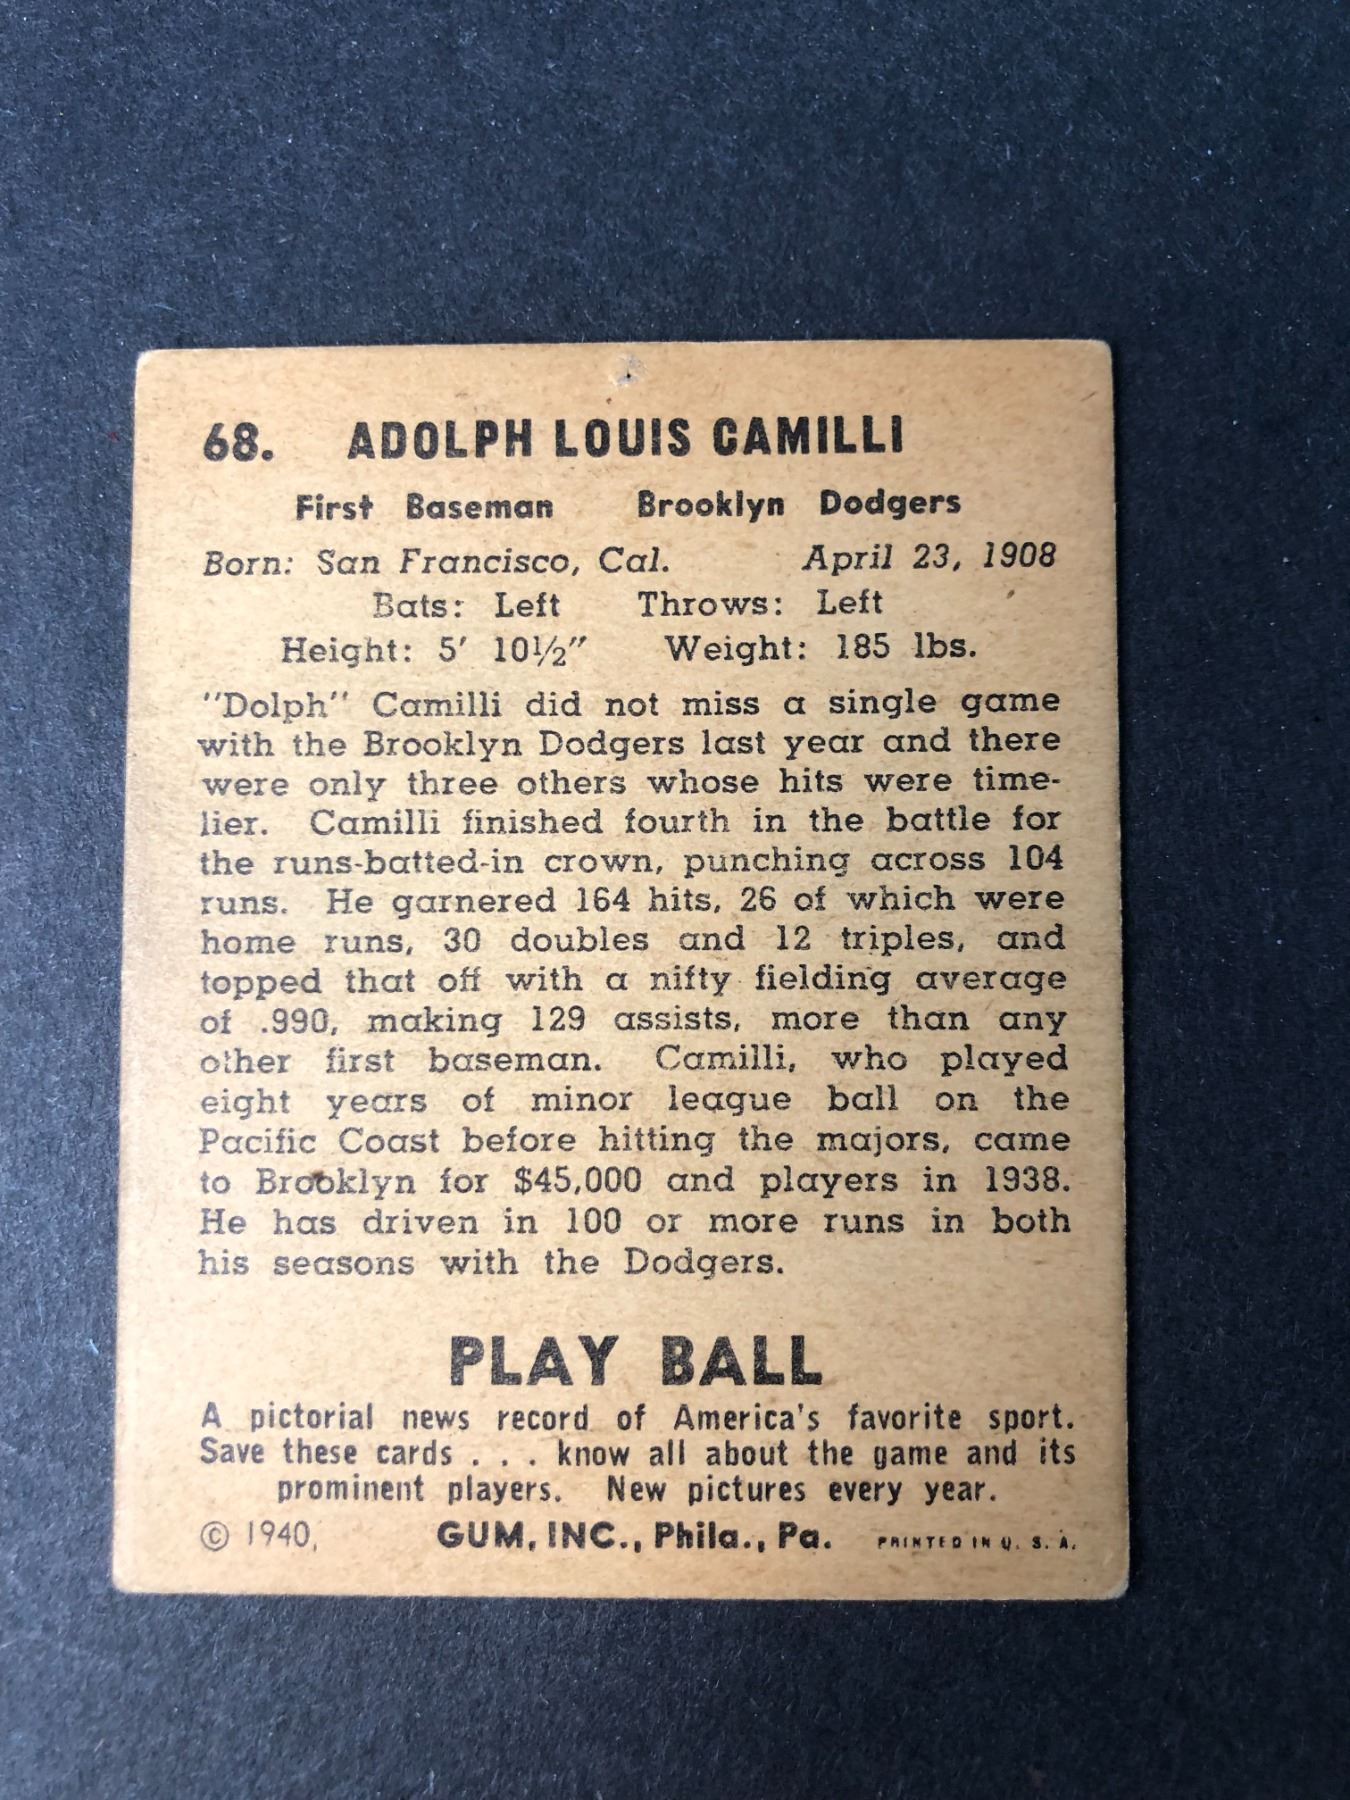 68. ADOLPH LOUIS CAMILLI
First Baseman Brooklyn Dodgers
Born: San Francisco, Cal. April 23, 1908
Bats: Left Throws: Left
Height: 5′ 10½″ Weight: 185 lbs.
"Dolph" Camilli did not miss a single game
with the Brooklyn Dodgers last year and there
were only three others whose hits were time-
lier. Camilli finished fourth in the battle for
the runs-batted-in crown, punching across 104
runs. He garnered 164 hits, 26 of which were
home runs, 30 doubles and 12 triples, and
topped that off with a nifty fielding average
of .990, making 129 assists, more than any
other first baseman. Camilli, who played
eight years of minor league ball on the
Pacific Coast before hitting the majors, came
to Brooklyn for $45,000 and players in 1938.
He has driven in 100 or more runs in both
his seasons with the Dodgers.
PLAY BALL
A pictorial news record of America's favorite sport.
Save these cards . . . know all about the game and its
prominent players. New pictures every year.
© 1940, GUM, INC., Phila., Pa. PRINTED IN U. S. A.